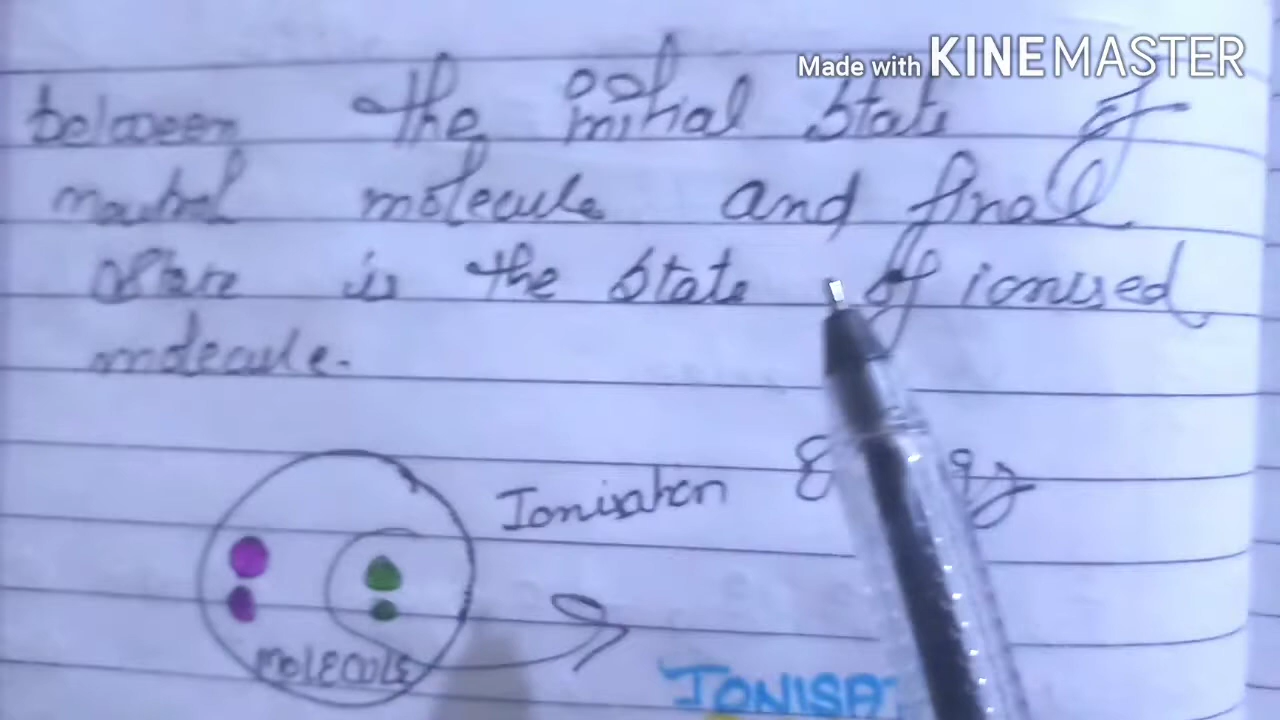 Made with KINEMASTER
between the initial state of
neutral molecule and final
state is the state of ionised
molecule.
Ionisation
MOLECULE
IONISA